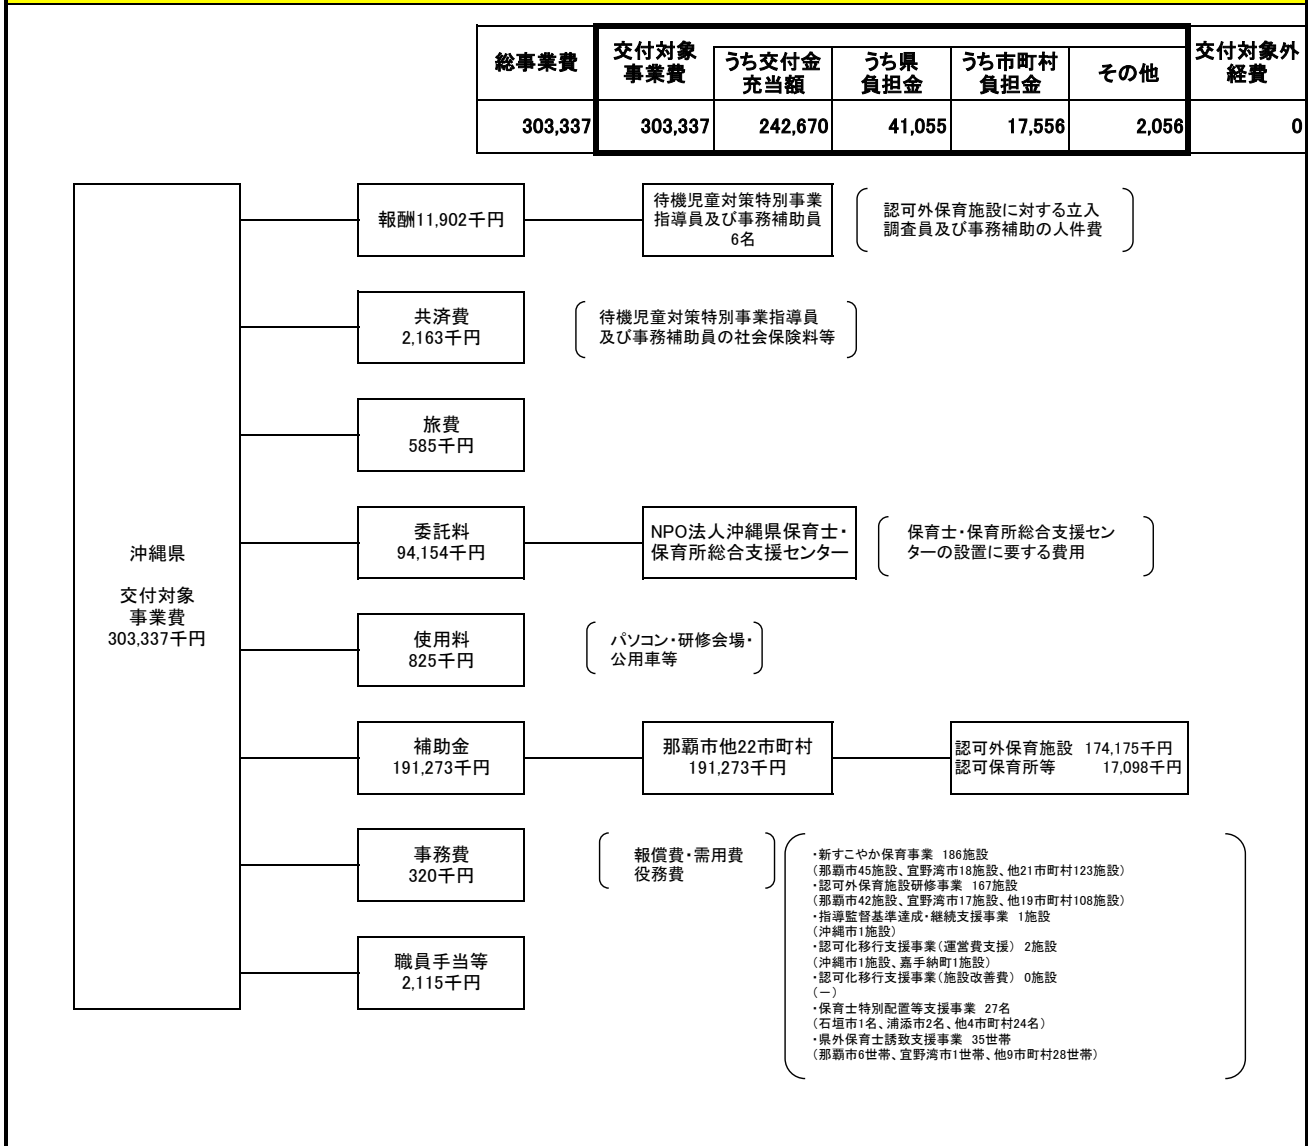 総事業費
交付対象
事業費
うち交付金
充当額
うち県
負担金
うち市町村
負担金
その他
交付対象外
経費
303,337
303,337
242,670
41,055
17,556
2,056
0
沖縄県
交付対象
事業費
303,337千円
報酬11,902千円
待機児童対策特別事業
指導員及び事務補助員
6名
認可外保育施設に対する立入
調査員及び事務補助の人件費
共済費
2,163千円
待機児童対策特別事業指導員
及び事務補助員の社会保険料等
旅費
585千円
委託料
94,154千円
NPO法人沖縄県保育士・
保育所総合支援センター
保育士・保育所総合支援セン
ターの設置に要する費用
使用料
825千円
パソコン・研修会場・
公用車等
補助金
191,273千円
那覇市他22市町村
191,273千円
認可外保育施設 174,175千円
認可保育所等 17,098千円
事務費
320千円
報償費・需用費
役務費
・新すこやか保育事業 186施設
(那覇市45施設、宜野湾市18施設、他21市町村123施設)
・認可外保育施設研修事業 167施設
(那覇市42施設、宜野湾市17施設、他19市町村108施設)
・指導監督基準達成・継続支援事業 1施設
(沖縄市1施設)
・認可化移行支援事業(運営費支援) 2施設
(沖縄市1施設、嘉手納町1施設)
・認可化移行支援事業(施設改善費) 0施設
(－)
・保育士特別配置等支援事業 27名
(石垣市1名、浦添市2名、他4市町村24名)
・県外保育士誘致支援事業 35世帯
(那覇市6世帯、宜野湾市1世帯、他9市町村28世帯)
職員手当等
2,115千円